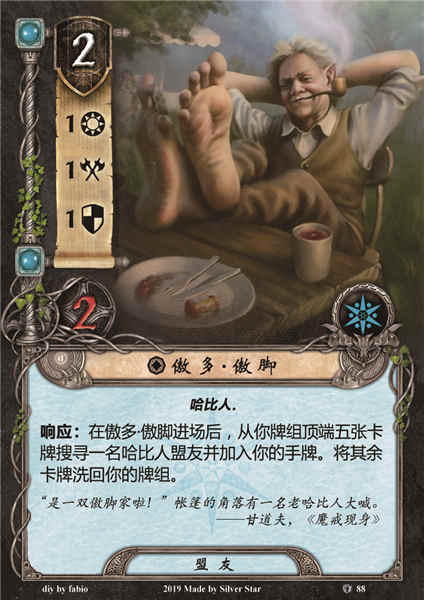 2
1
1
1
2
傲多·傲脚
哈比人.
响应：在傲多·傲脚进场后，从你牌组顶端五张卡
牌搜寻一名哈比人盟友并加入你的手牌。将其余
卡牌洗回你的牌组。
“是一双傲脚家啦！”帐篷的角落有一名老哈比人大喊。
——甘道夫，《魔戒现身》
盟友
diy by fabio
2019 Made by Silver Star
88